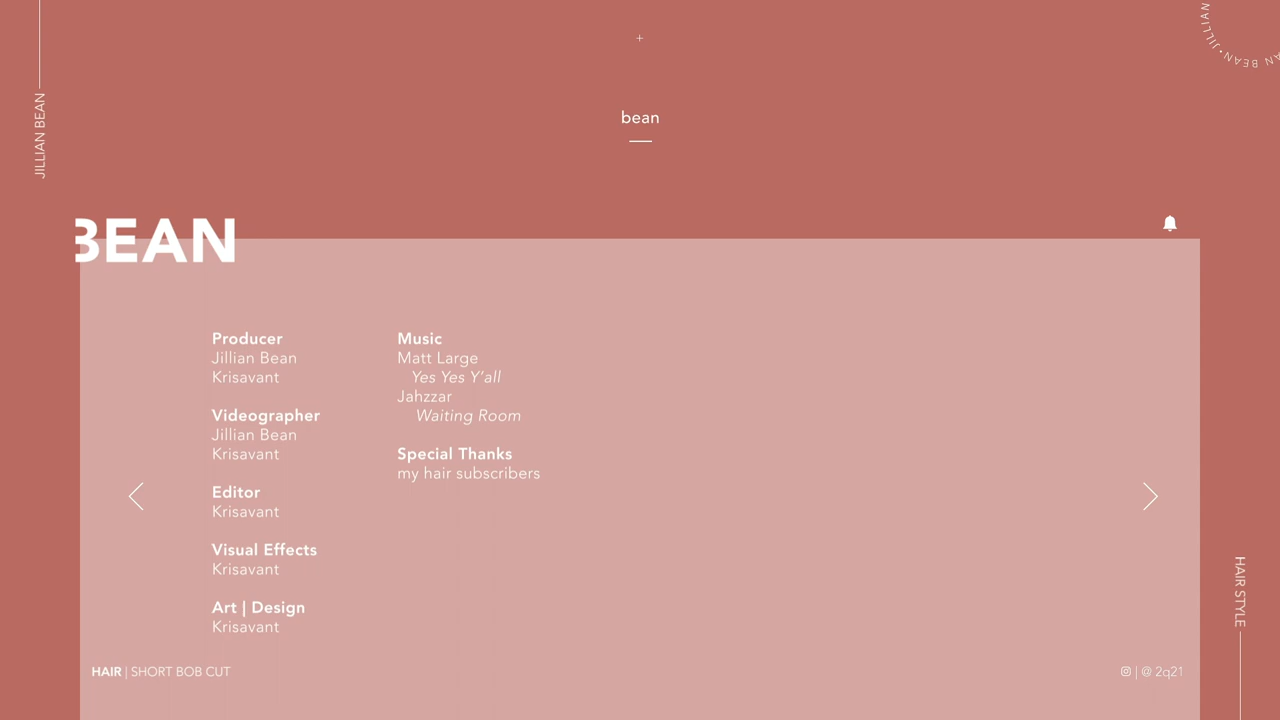 JILLIAN BEAN
JILLIAN
AN BEAN
bean
BEAN
Producer
Jillian Bean
Krisavant
Videographer
Jillian Bean
Krisavant
Editor
Krisavant
Visual Effects
Krisavant
Art | Design
Krisavant
Music
Matt Large
Yes Yes Y'all
Jahzzar
Waiting Room
Special Thanks
my hair subscribers
HAIR STYLE
HAIR | SHORT BOB CUT
| @ 2q21